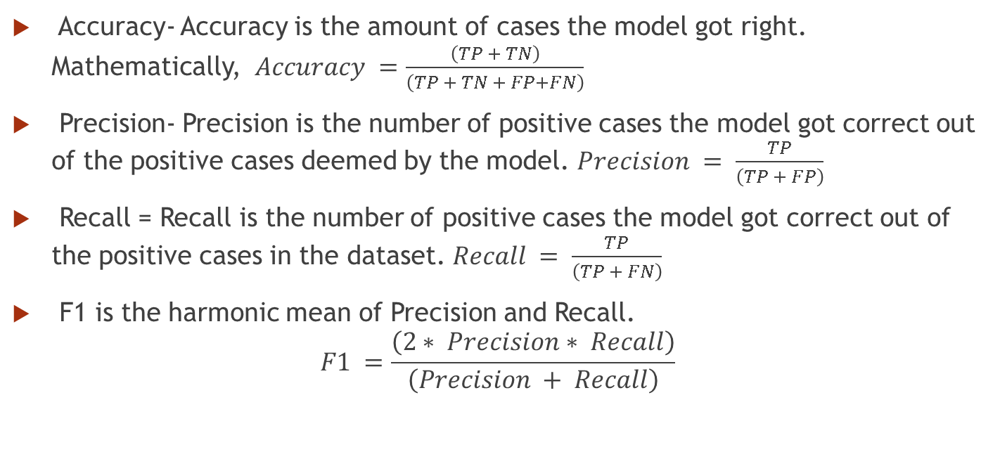 ▶ Accuracy- Accuracy is the amount of cases the model got right.
Mathematically, Accuracy = (TP + TN) / (TP + TN + FP+FN)
▶ Precision- Precision is the number of positive cases the model got correct out
of the positive cases deemed by the model. Precision = TP / (TP + FP)
▶ Recall = Recall is the number of positive cases the model got correct out of
the positive cases in the dataset. Recall = TP / (TP + FN)
▶ F1 is the harmonic mean of Precision and Recall.
F1 = (2 * Precision * Recall) / (Precision + Recall)